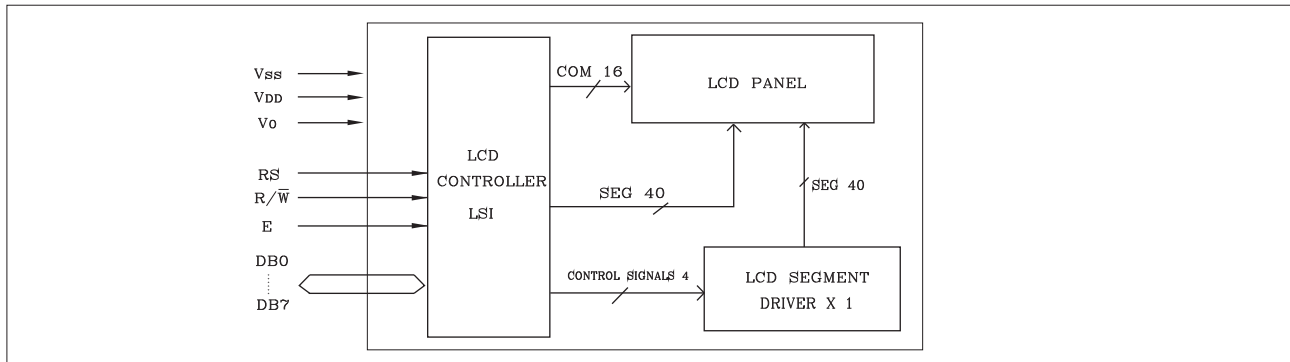 Vss
VDD
Vo
RS
R/W̅
E
DB0
DB7
LCD
CONTROLLER
LSI
COM 16
SEG 40
CONTROL SIGNALS 4
LCD PANEL
SEG 40
LCD SEGMENT
DRIVER X 1